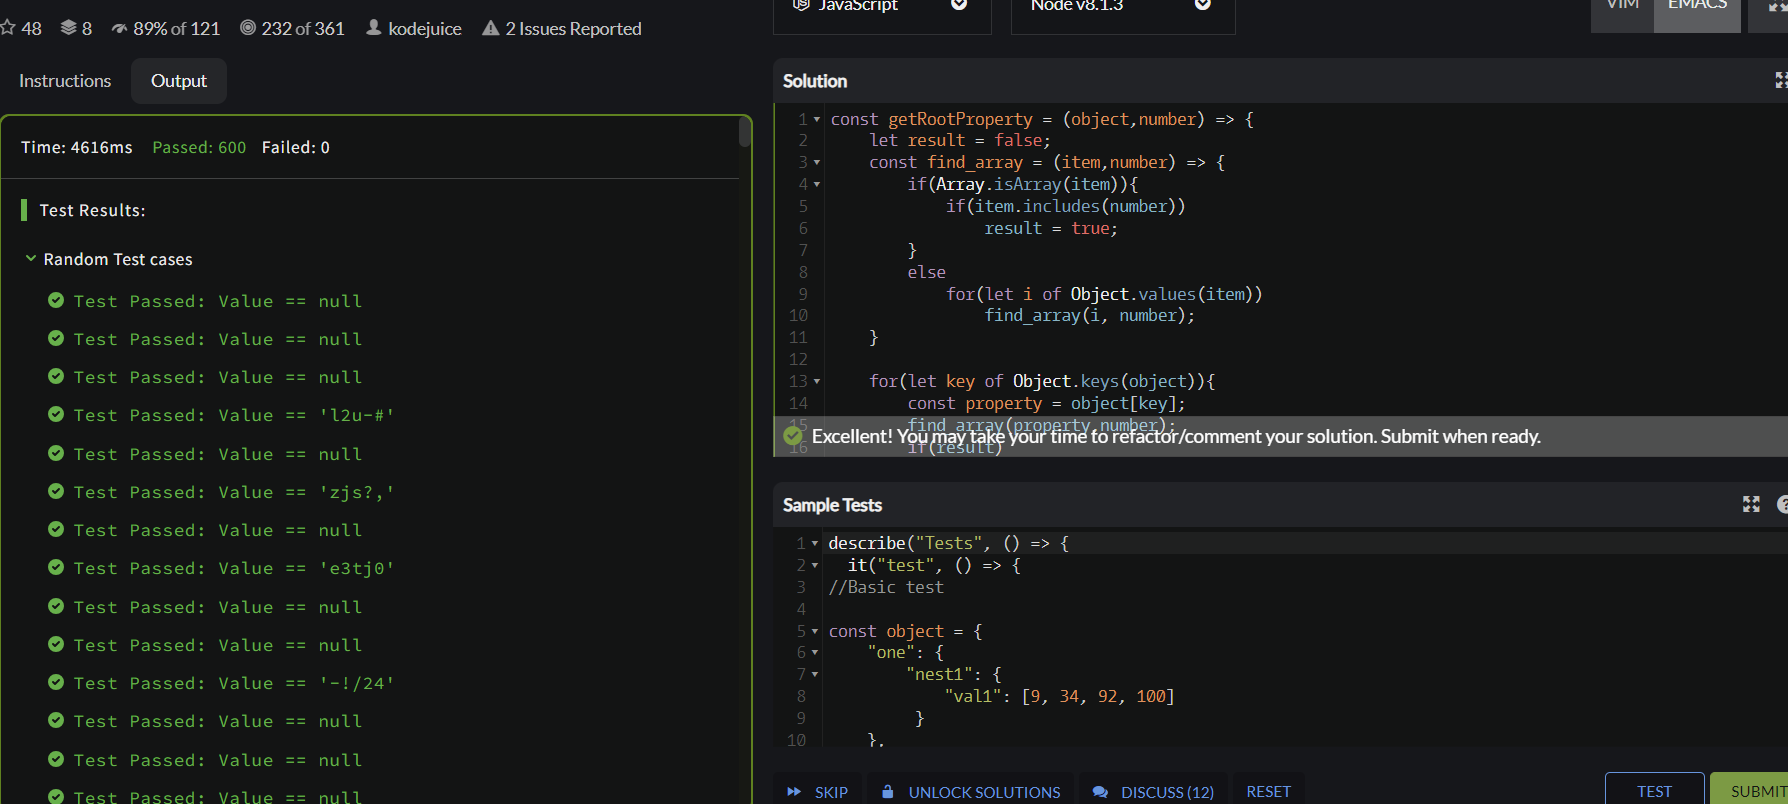 48 8 89% of 121 232 of 361 kodejuice 2 Issues Reported
JavaScript Node v8.1.3 VIM EMACS
Instructions Output
Time: 4616ms Passed: 600 Failed: 0
Test Results:
Random Test cases
Test Passed: Value == null
Test Passed: Value == null
Test Passed: Value == null
Test Passed: Value == 'l2u-#'
Test Passed: Value == null
Test Passed: Value == 'zjs?,'
Test Passed: Value == null
Test Passed: Value == 'e3tj0'
Test Passed: Value == null
Test Passed: Value == null
Test Passed: Value == '-!/24'
Test Passed: Value == null
Test Passed: Value == null
Test Passed: Value == null
Solution
1 const getRootProperty = (object,number) => {
2 let result = false;
3 const find_array = (item,number) => {
4 if(Array.isArray(item)){
5 if(item.includes(number))
6 result = true;
7 }
8 else
9 for(let i of Object.values(item))
10 find_array(i, number);
11 }
12
13 for(let key of Object.keys(object)){
14 const property = object[key];
15 find_array(property,number);
16 if(result)
Excellent! You may take your time to refactor/comment your solution. Submit when ready.
Sample Tests
1 describe("Tests", () => {
2 it("test", () => {
3 //Basic test
4
5 const object = {
6 "one": {
7 "nest1": {
8 "val1": [9, 34, 92, 100]
9 }
10 },
SKIP UNLOCK SOLUTIONS DISCUSS (12) RESET TEST SUBMIT